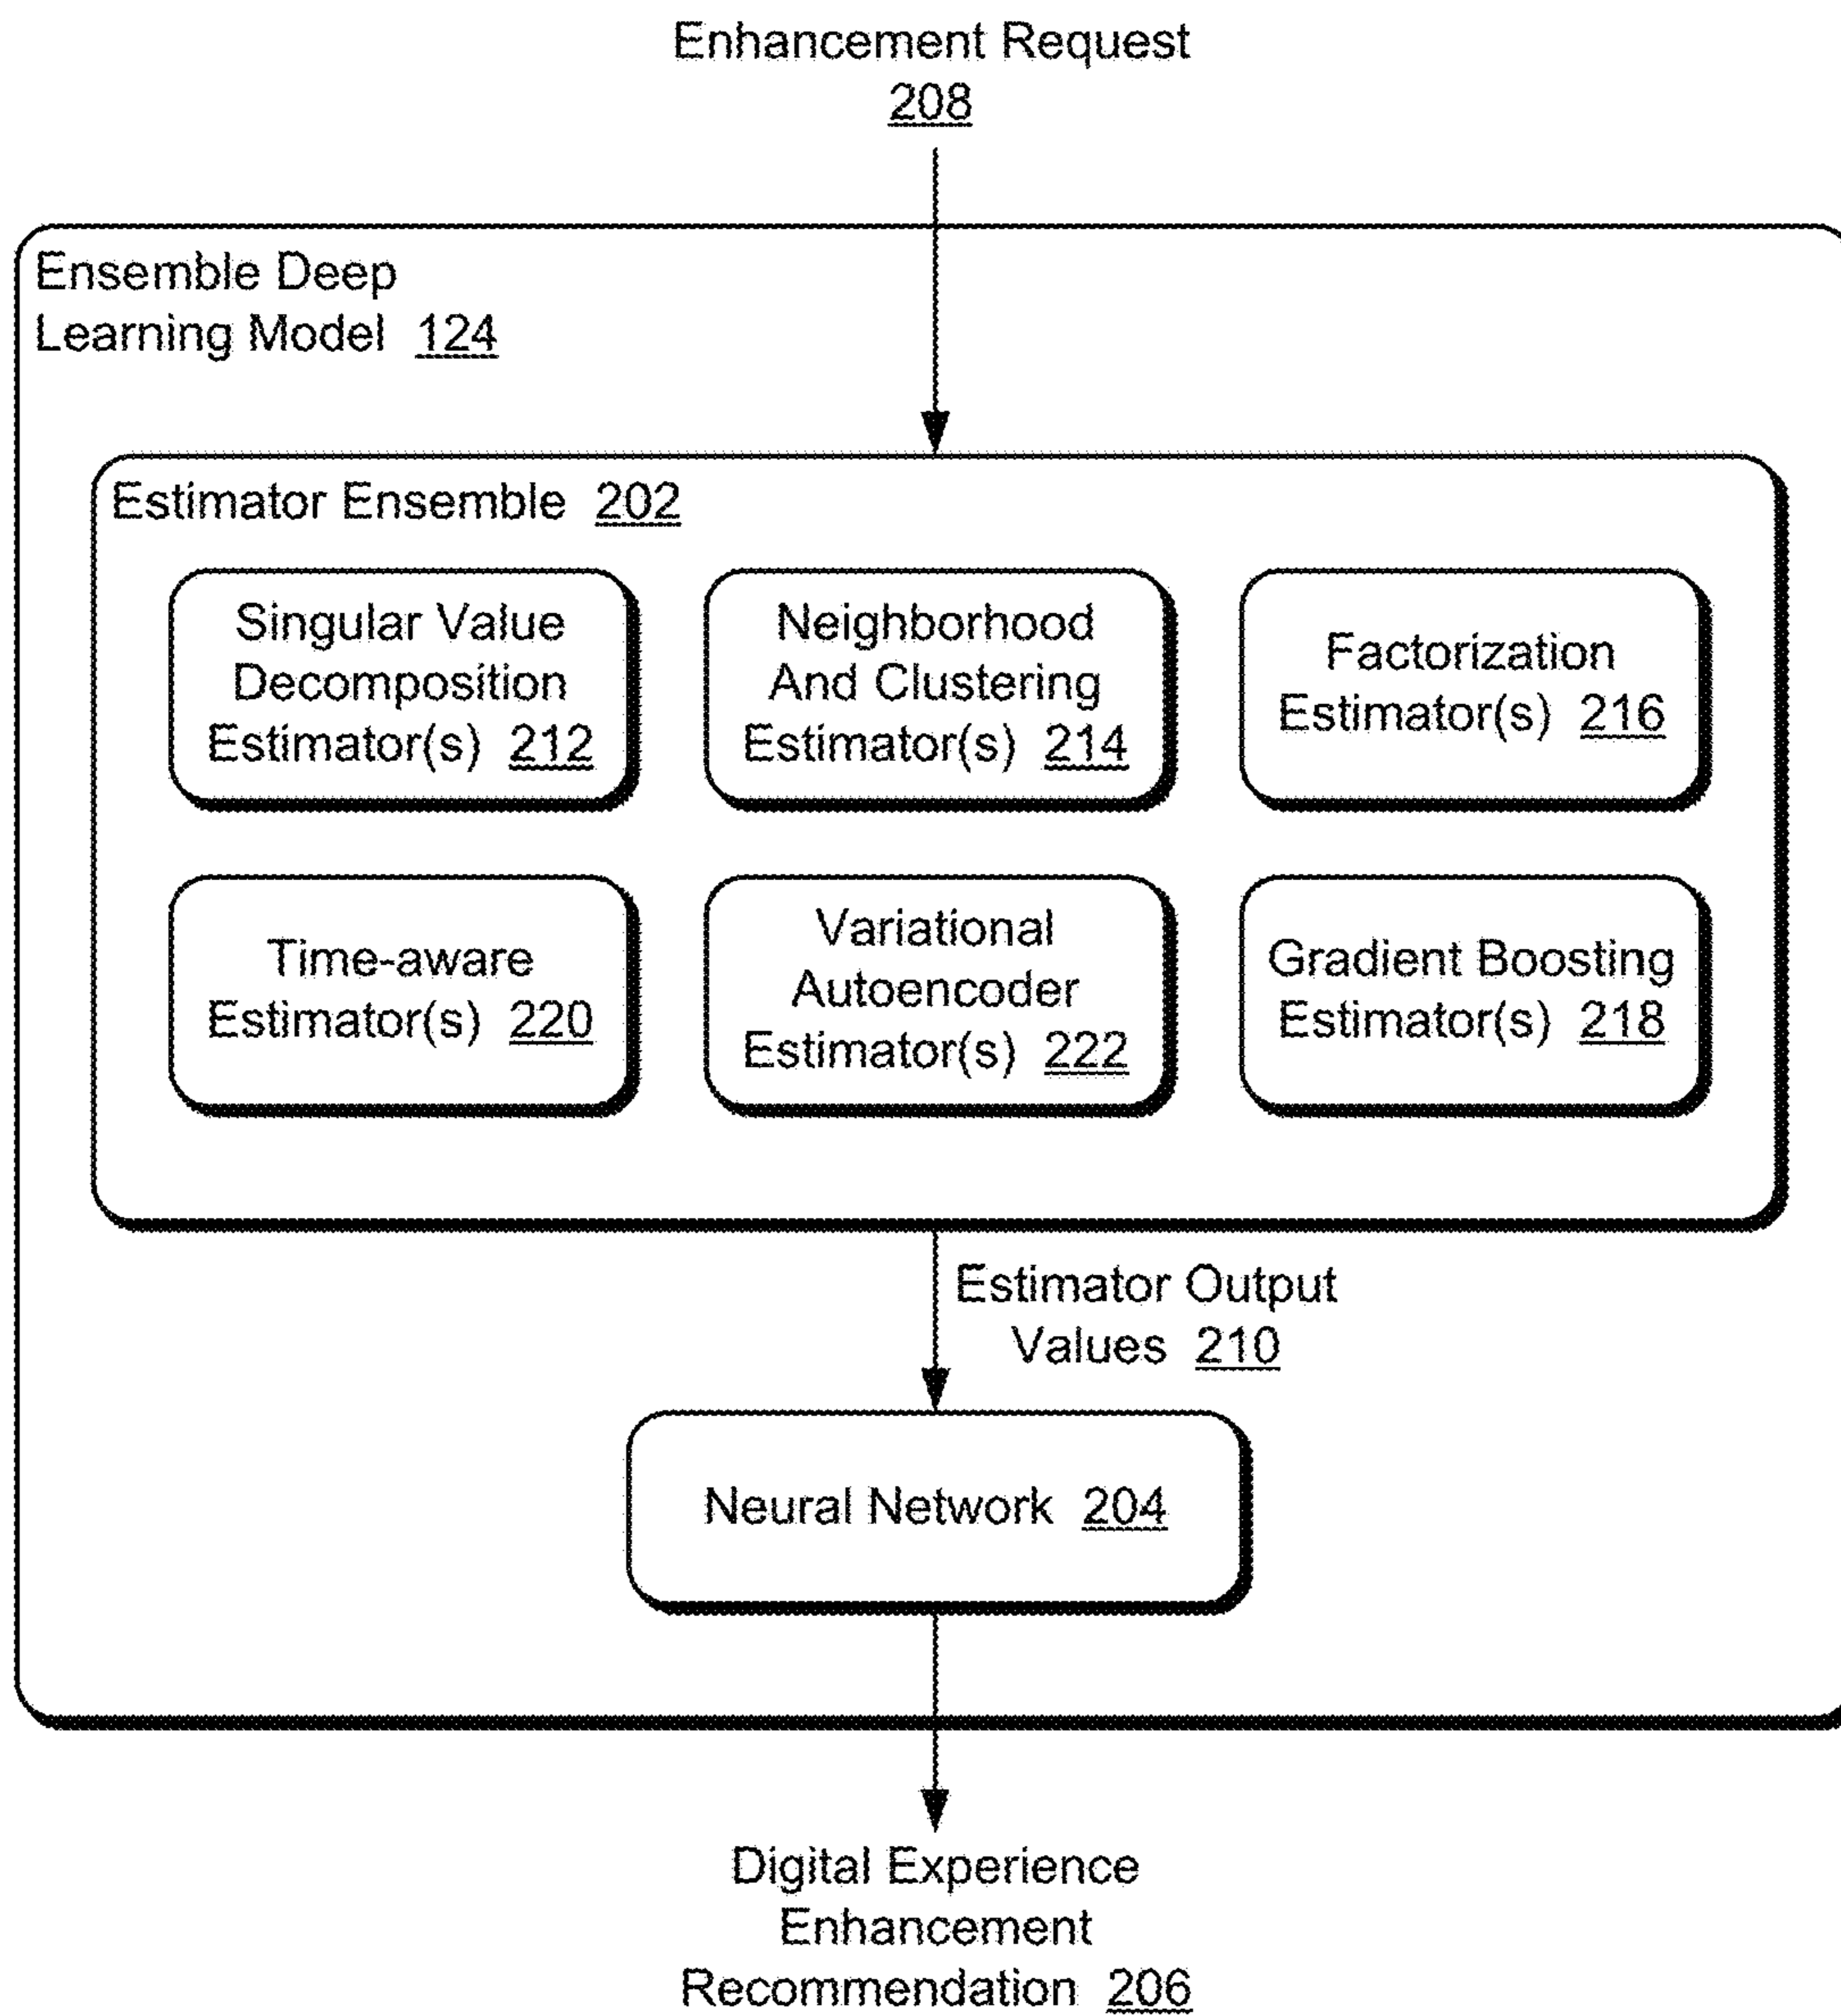 Enhancement Request
208
Ensemble Deep
Learning Model 124
Estimator Ensemble 202
Singular Value
Decomposition
Estimator(s) 212
Neighborhood
And Clustering
Estimator(s) 214
Factorization
Estimator(s) 216
Time-aware
Estimator(s) 220
Variational
Autoencoder
Estimator(s) 222
Gradient Boosting
Estimator(s) 218
Estimator Output
Values 210
Neural Network 204
Digital Experience
Enhancement
Recommendation 206